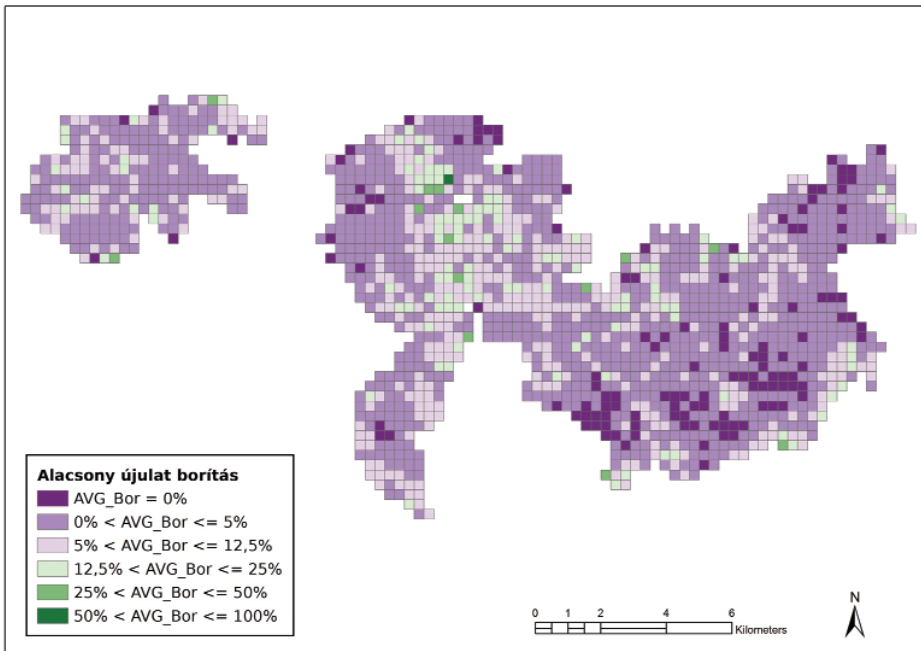 Alacsony újulat borítás
AVG_Bor = 0%
0% < AVG_Bor <= 5%
5% < AVG_Bor <= 12,5%
12,5% < AVG_Bor <= 25%
25% < AVG_Bor <= 50%
50% < AVG_Bor <= 100%
N
0 1 2 4 6
Kilometers